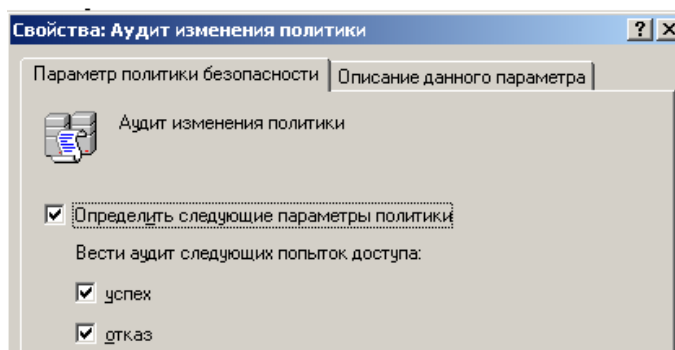 Свойства: Аудит изменения политики
Параметр политики безопасности Описание данного параметра
Аудит изменения политики
Определить следующие параметры политики
Вести аудит следующих попыток доступа:
успех
отказ